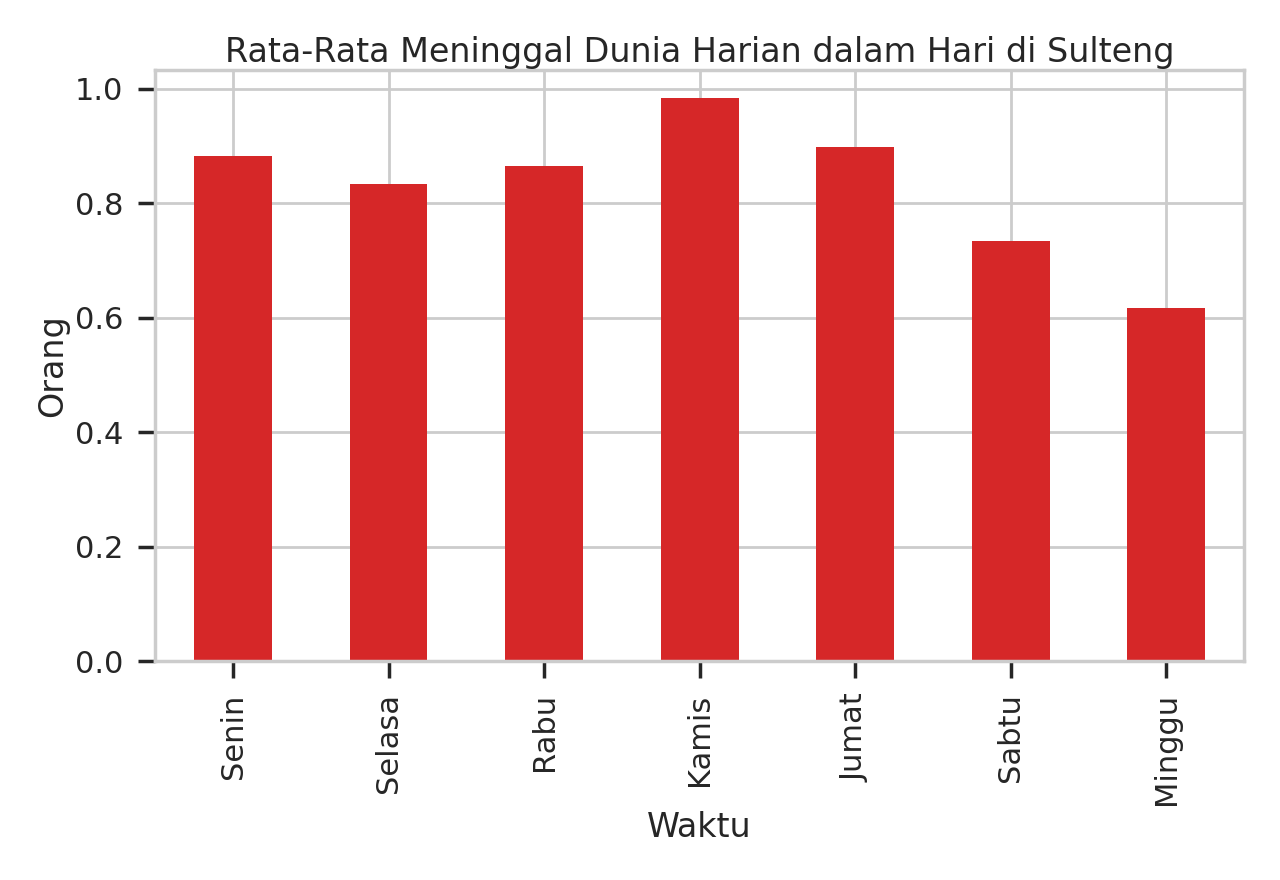 Rata-Rata Meninggal Dunia Harian dalam Hari di Sulteng
1.0
0.8
0.6
0.4
0.2
0.0
Orang
Senin
Selasa
Rabu
Kamis
Jumat
Sabtu
Minggu
Waktu